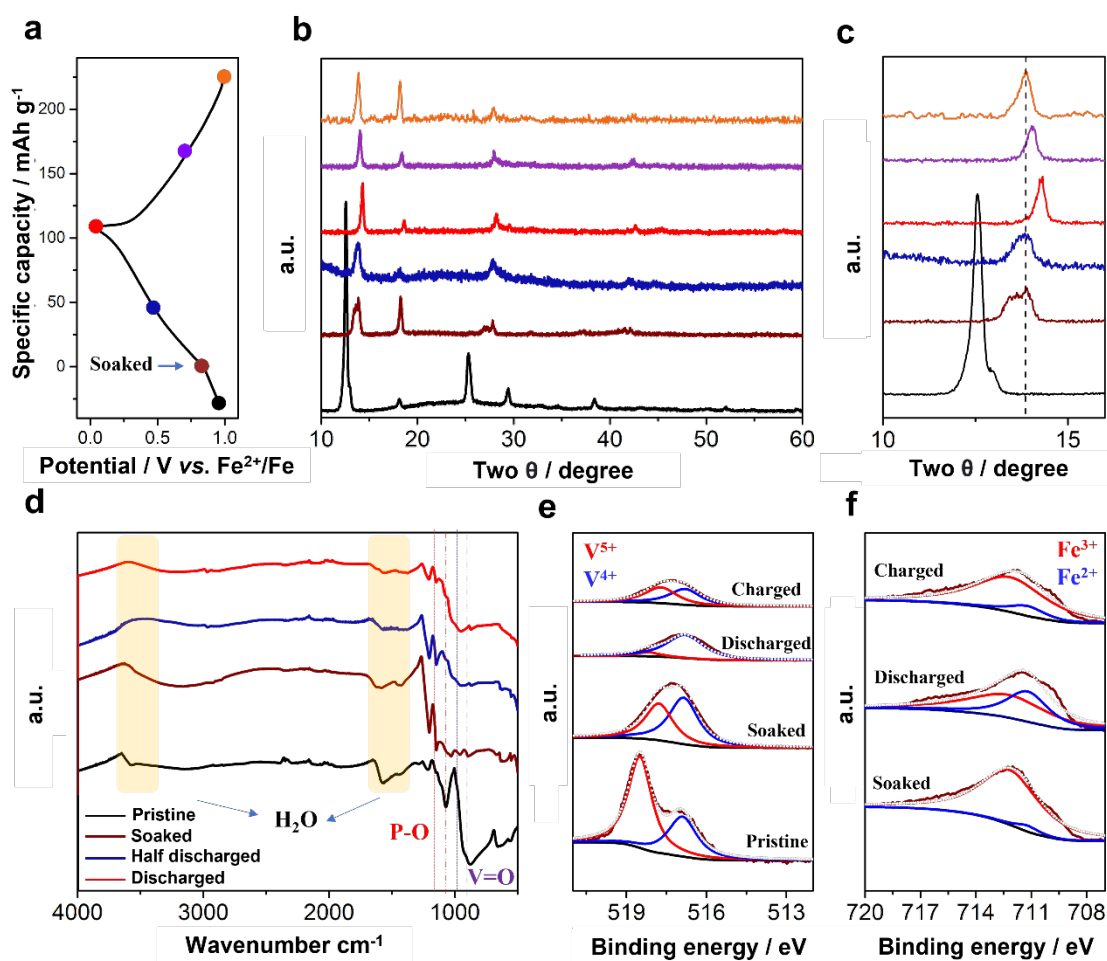 a
Specific capacity / mAh g-1
200
150
100
50
0
Soaked
0.0 0.5 1.0
Potential / V vs. Fe2+/Fe
b
a.u.
10 20 30 40 50 60
Two θ / degree
c
a.u.
10 15
Two θ / degree
d
a.u.
H2O
P-O
V=O
Pristine
Soaked
Half discharged
Discharged
4000 3000 2000 1000
Wavenumber cm-1
e
V5+
V4+
Charged
Discharged
Soaked
Pristine
a.u.
519 516 513
Binding energy / eV
f
Fe3+
Fe2+
Charged
Discharged
Soaked
a.u.
720 717 714 711 708
Binding energy / eV